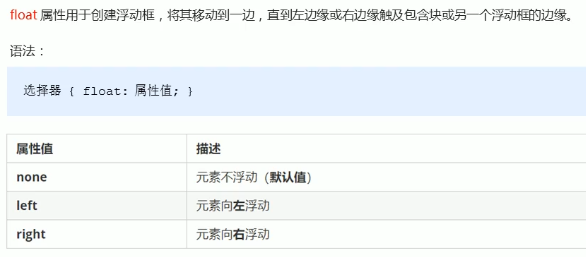 float 属性用于创建浮动框，将其移动到一边，直到左边缘或右边缘触及包含块或另一个浮动框的边缘。
语法：
选择器 { float: 属性值; }
属性值 描述
none 元素不浮动（默认值）
left 元素向左浮动
right 元素向右浮动